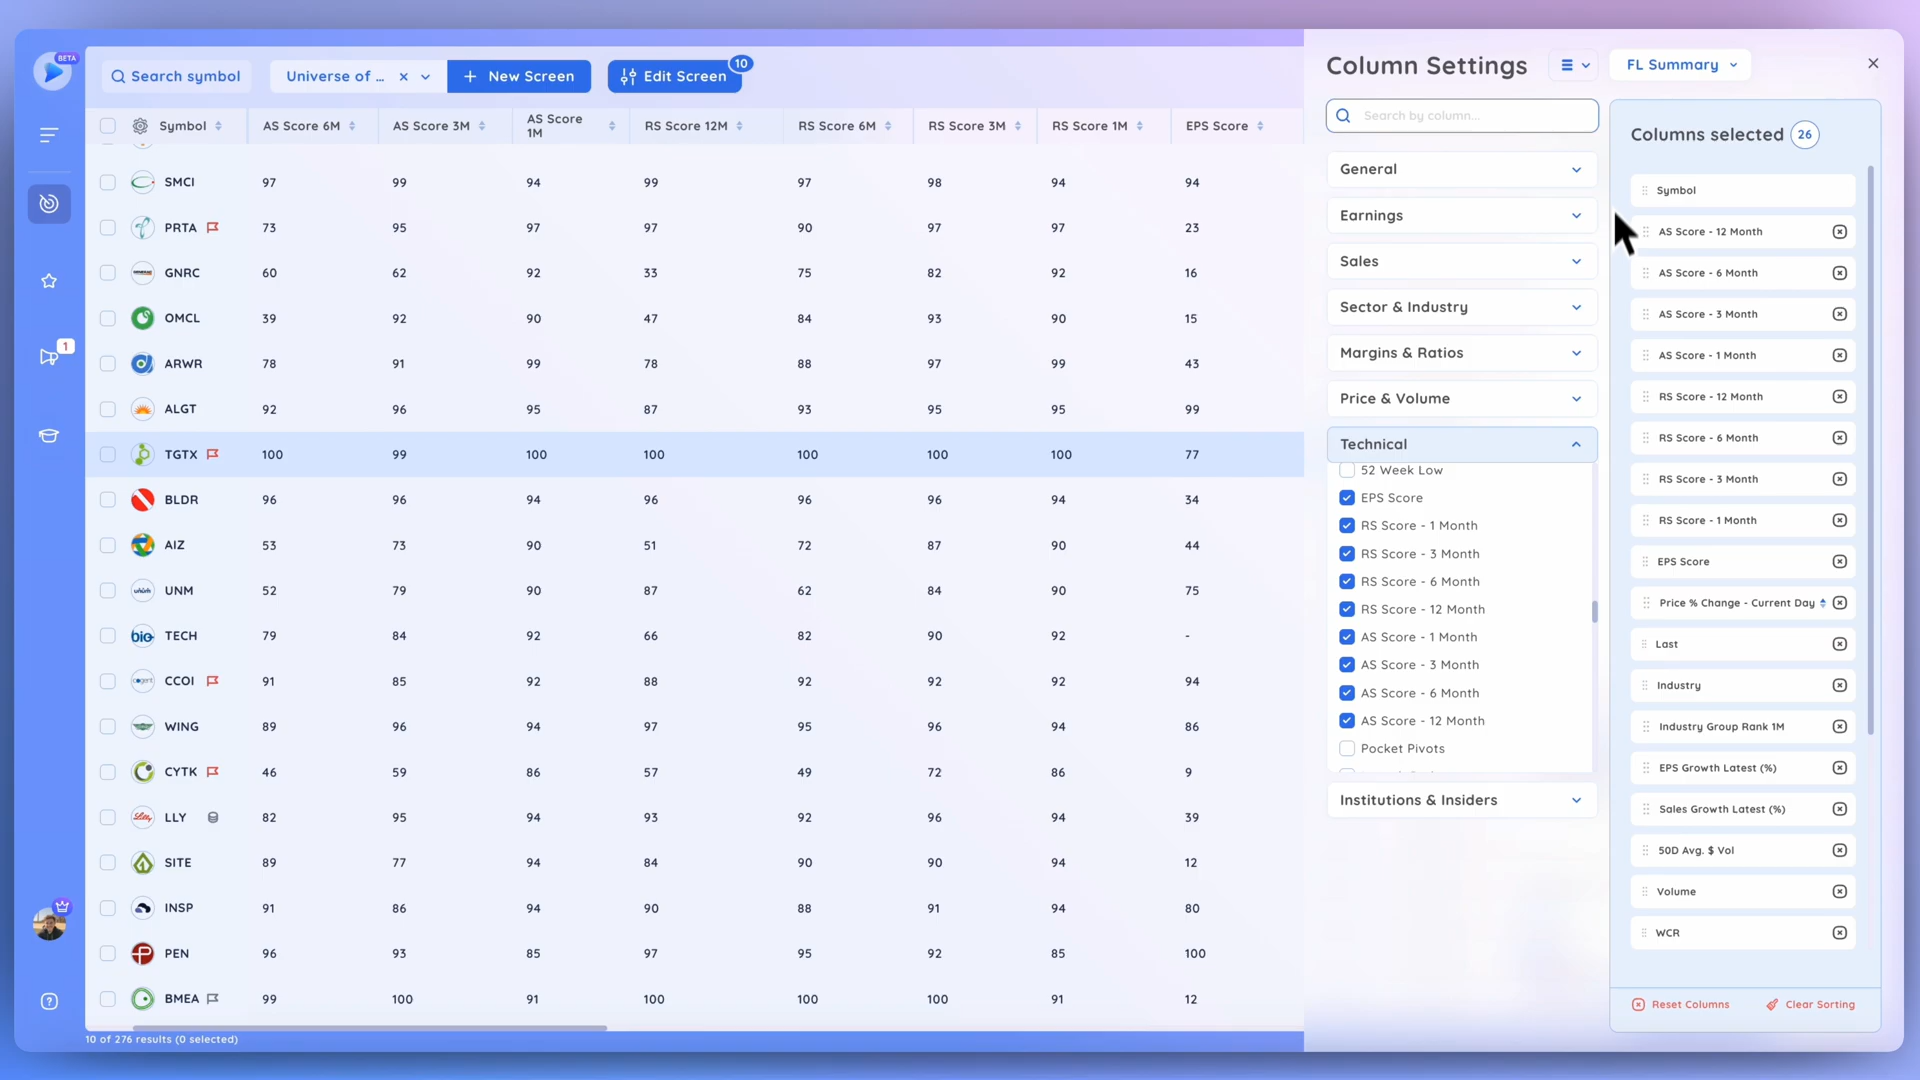 BETA
Search symbol
Universe of ...
New Screen
Edit Screen
10
Symbol
AS Score 6M
AS Score 3M
AS Score
1M
RS Score 12M
RS Score 6M
RS Score 3M
RS Score 1M
EPS Score
SMCI 97 99 94 99 97 98 94 94
PRTA 73 95 97 97 90 97 97 23
GNRC 60 62 92 33 75 82 92 16
OMCL 39 92 90 47 84 93 90 15
ARWR 78 91 99 78 88 97 99 43
ALGT 92 96 95 87 93 95 95 99
TGTX 100 99 100 100 100 100 100 77
BLDR 96 96 94 96 96 96 94 34
AIZ 53 73 90 51 72 87 90 44
unum UNM 52 79 90 87 62 84 90 75
bio TECH 79 84 92 66 82 90 92 -
cogent CCOI 91 85 92 88 92 92 92 94
WING 89 96 94 97 95 96 94 86
CYTK 46 59 86 57 49 72 86 9
Lilly LLY 82 95 94 93 92 96 94 39
SITE 89 77 94 84 90 90 94 12
INSP 91 86 94 90 88 91 94 80
PEN 96 93 85 97 95 92 85 100
BMEA 99 100 91 100 100 100 91 12
10 of 276 results (0 selected)
1
Column Settings
FL Summary
Search by column...
General
Earnings
Sales
Sector & Industry
Margins & Ratios
Price & Volume
Technical
52 Week Low
EPS Score
RS Score - 1 Month
RS Score - 3 Month
RS Score - 6 Month
RS Score - 12 Month
AS Score - 1 Month
AS Score - 3 Month
AS Score - 6 Month
AS Score - 12 Month
Pocket Pivots
Institutions & Insiders
Columns selected 26
Symbol
AS Score - 12 Month
AS Score - 6 Month
AS Score - 3 Month
AS Score - 1 Month
RS Score - 12 Month
RS Score - 6 Month
RS Score - 3 Month
RS Score - 1 Month
EPS Score
Price % Change - Current Day
Last
Industry
Industry Group Rank 1M
EPS Growth Latest (%)
Sales Growth Latest (%)
50D Avg. $ Vol
Volume
WCR
Reset Columns
Clear Sorting